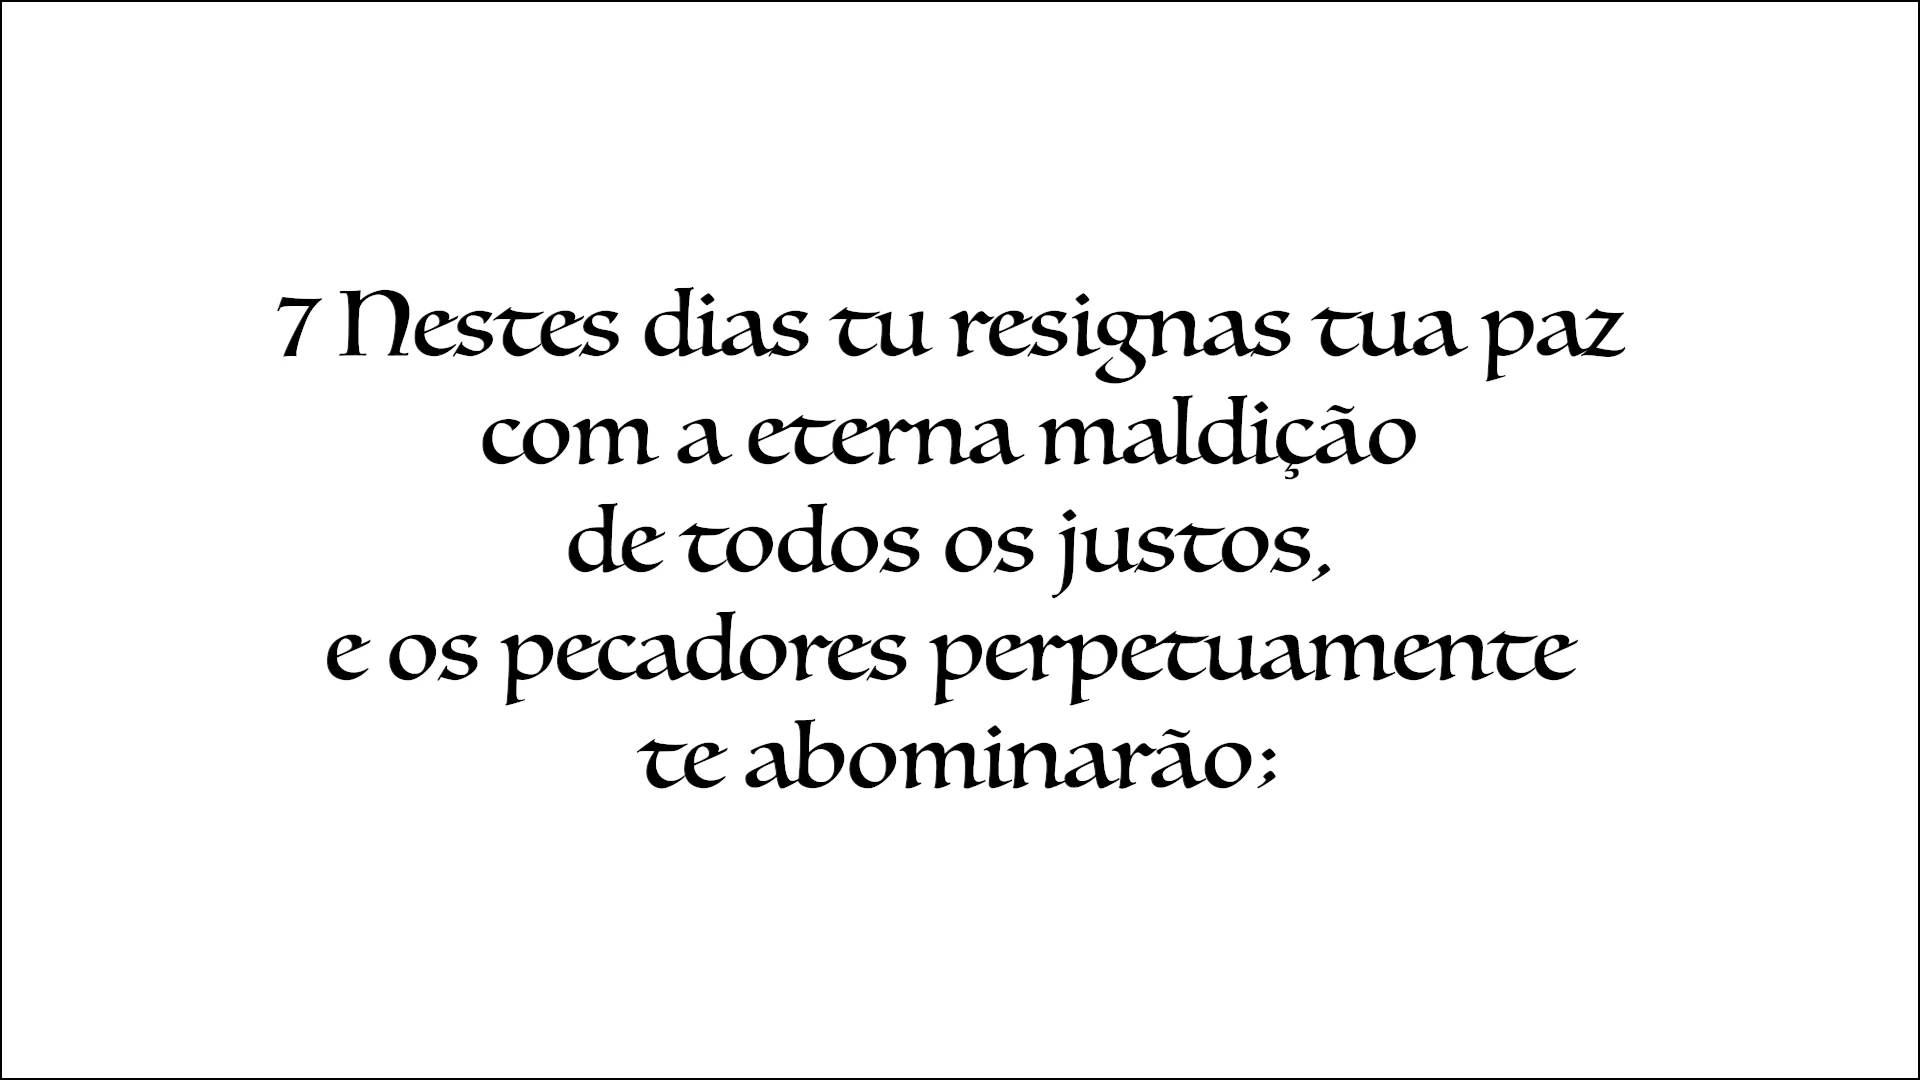 7 Nestes dias tu resignas tua paz
com a eterna maldição
de todos os justos,
e os pecadores perpetuamente
te abominarão;